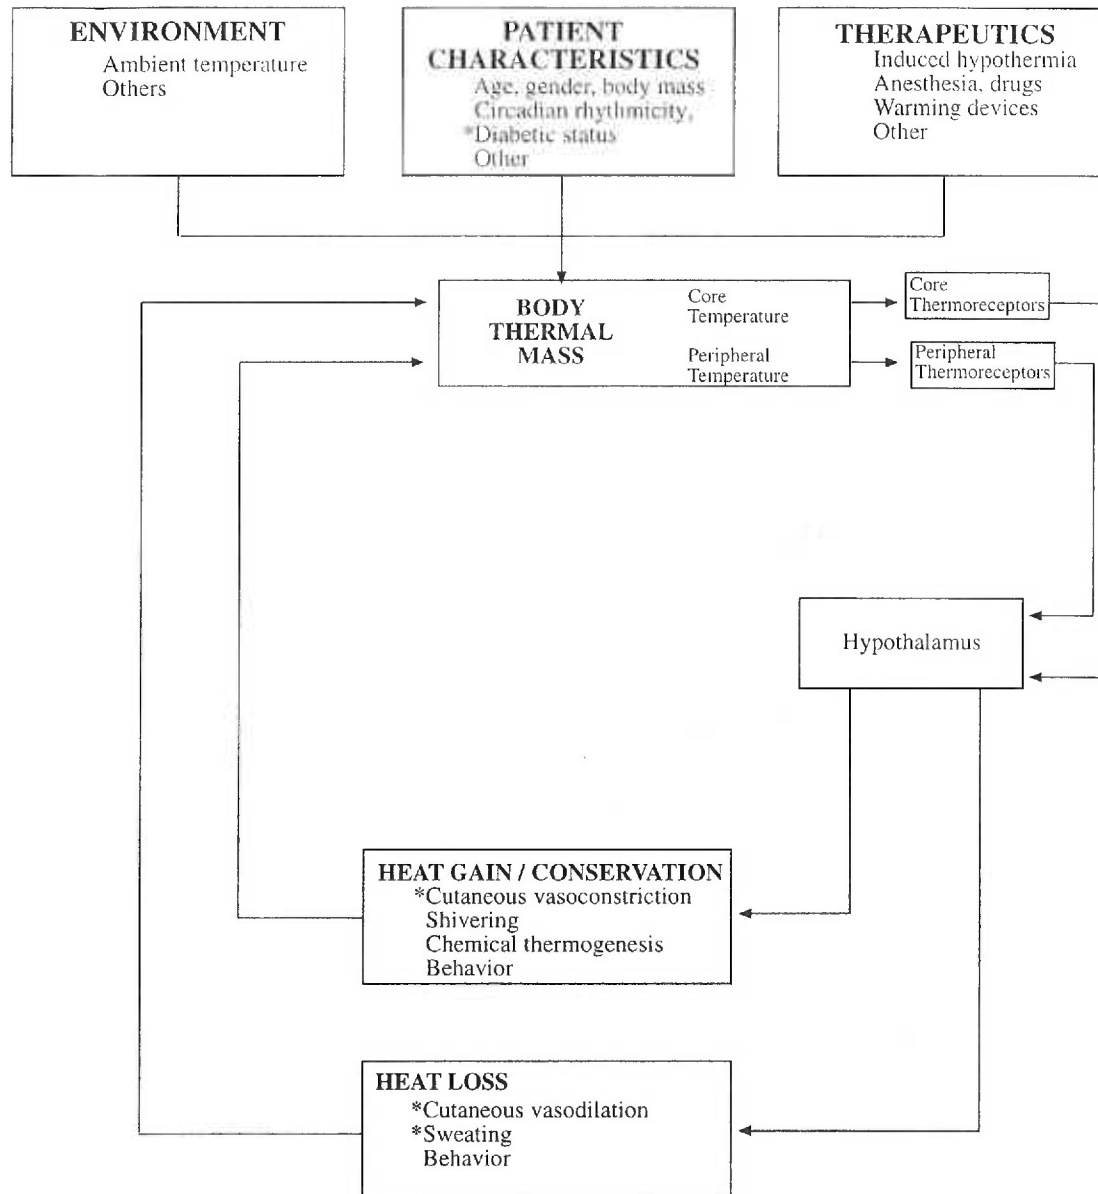 ENVIRONMENT
Ambient temperature
Others
PATIENT
CHARACTERISTICS
Age, gender, body mass
Circadian rhythmicity,
*Diabetic status
Other
THERAPEUTICS
Induced hypothermia
Anesthesia, drugs
Warming devices
Other
BODY
THERMAL
MASS
Core
Temperature
Peripheral
Temperature
Core
Thermoreceptors
Peripheral
Thermoreceptors
Hypothalamus
HEAT GAIN / CONSERVATION
*Cutaneous vasoconstriction
Shivering
Chemical thermogenesis
Behavior
HEAT LOSS
*Cutaneous vasodilation
*Sweating
Behavior